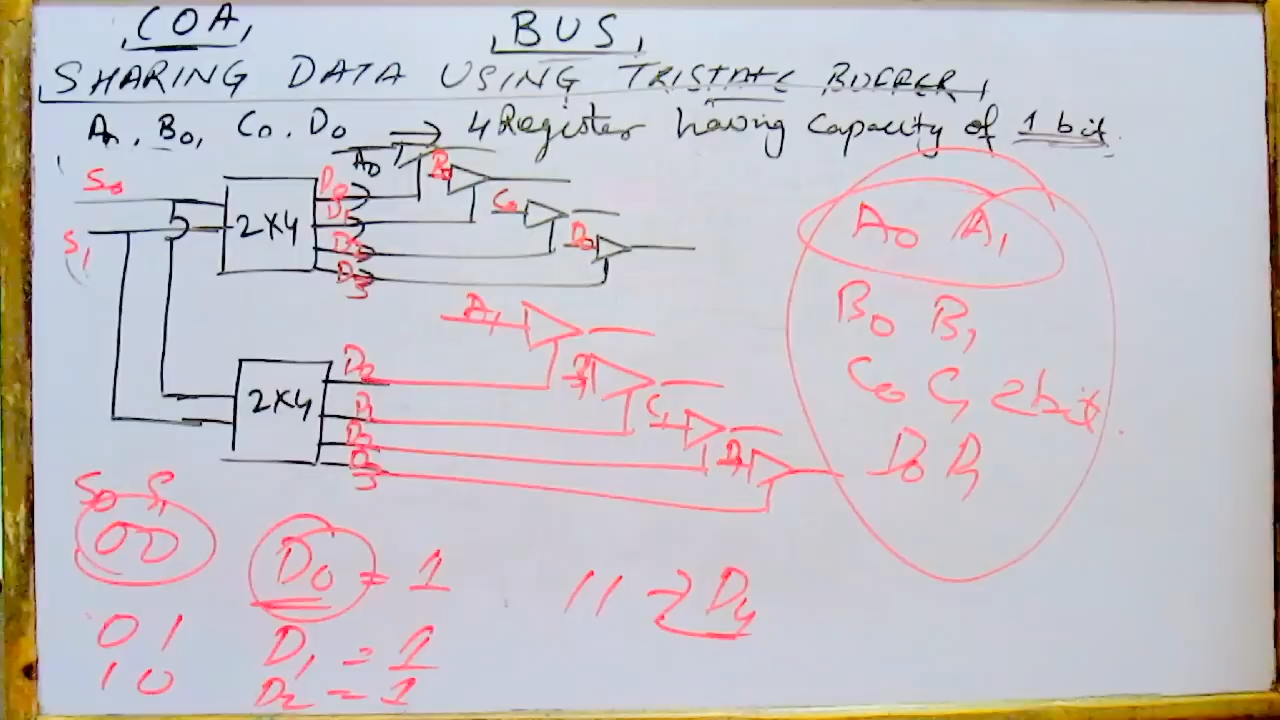 COA, BUS,
SHARING DATA USING TRISTATE BUFFER,
A₀, B₀, C₀, D₀ → 4 Register having Capacity of 1 bit.
A₀ B₀ C₀ D₀
S₀
S₁
2X4
D₀
D₁
D₂
D₃
A₀ A₁
B₀ B₁
C₀ C₁ 2bit
D₀ D₁
A₁ B₁ C₁ D₁
2X4
D₀
D₁
D₂
D₃
S₀ S₁
00 D₀ = 1
01 D₁ = 1
10 D₂ = 1
11 → D₄